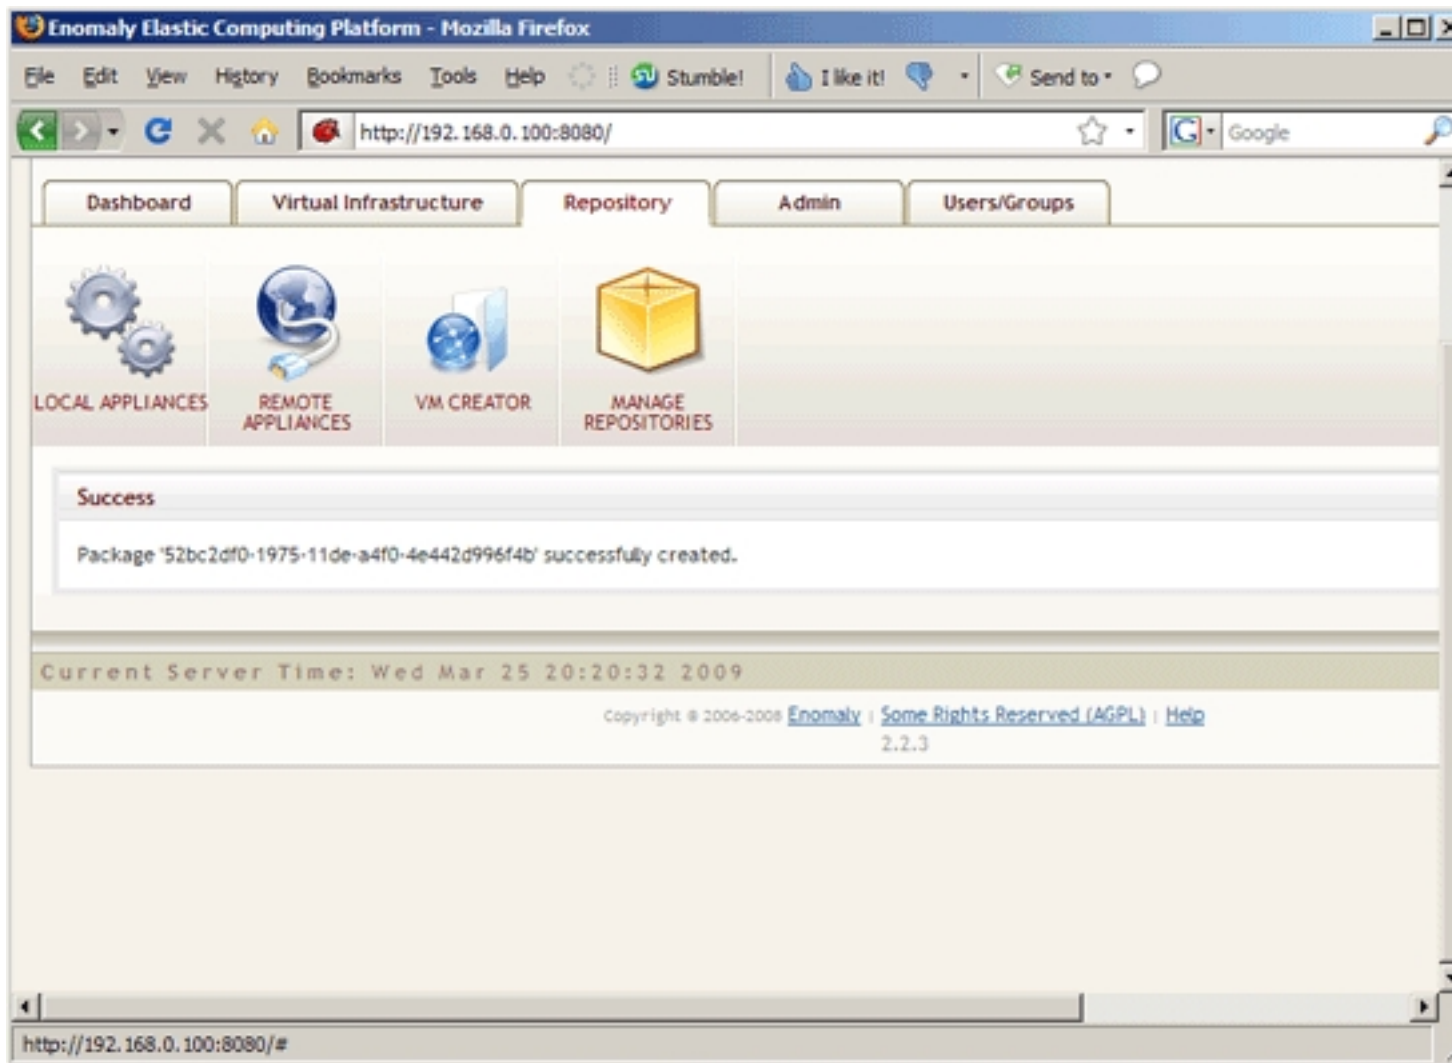 Enomaly Elastic Computing Platform - Mozilla Firefox
File Edit View History Bookmarks Tools Help Stumble! I like it! Send to
http://192.168.0.100:8080/ Google
Dashboard Virtual Infrastructure Repository Admin Users/Groups
LOCAL APPLIANCES
REMOTE
APPLIANCES
VM CREATOR
MANAGE
REPOSITORIES
Success
Package '52bc2df0-1975-11de-a4f0-4e442d996f4b' successfully created.
Current Server Time: Wed Mar 25 20:20:32 2009
Copyright © 2006-2008 Enomaly | Some Rights Reserved (AGPL) | Help
2.2.3
http://192.168.0.100:8080/#